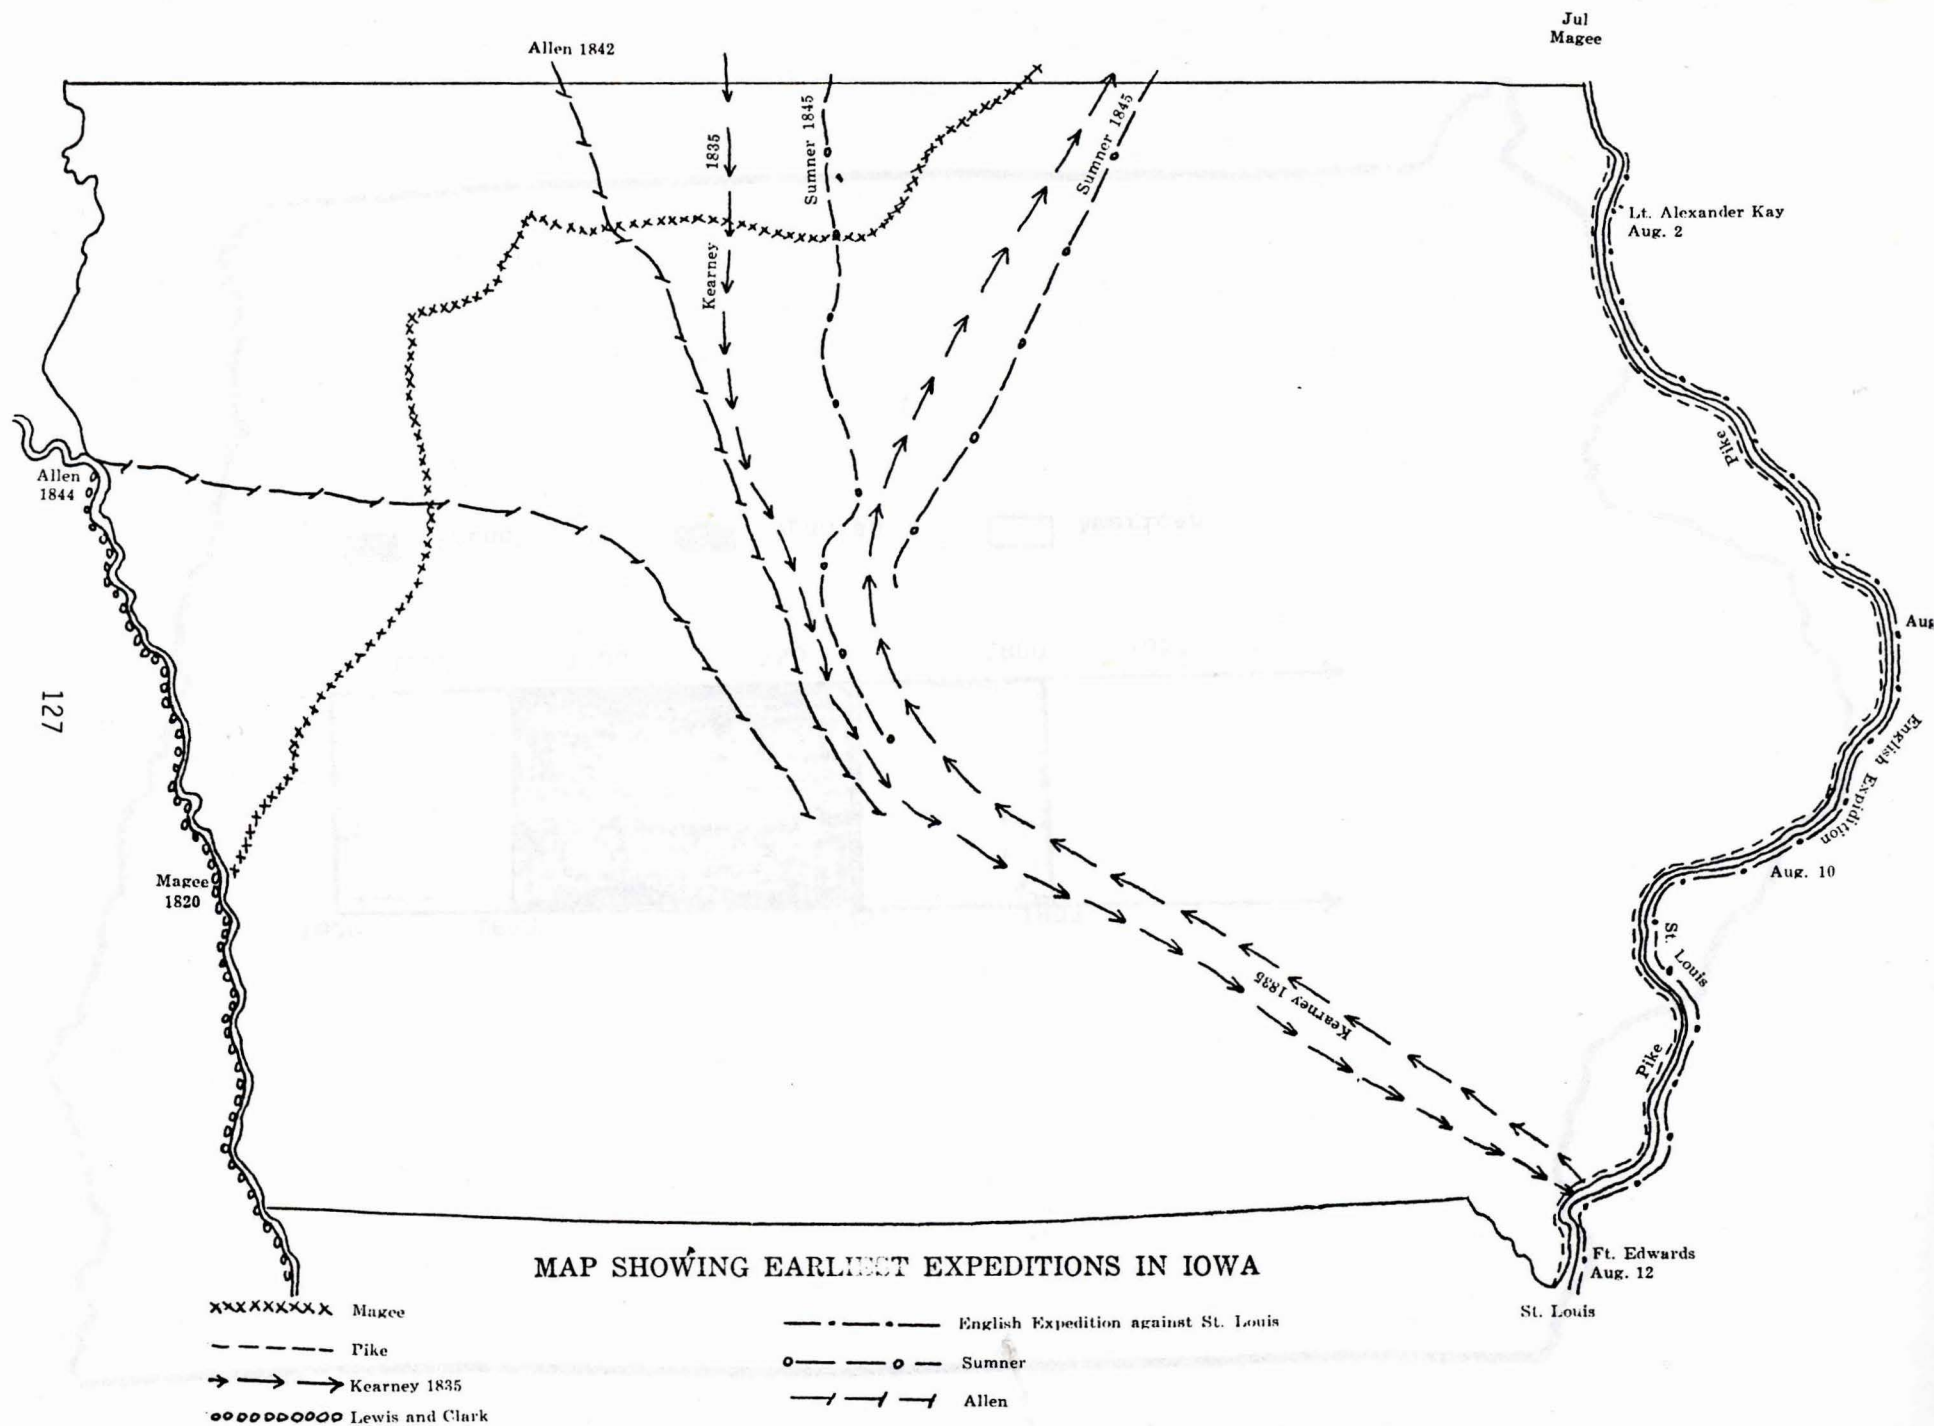 Jul
Magee
Allen 1842
1835
Kearney
Sumner 1845
Sumner 1845
Lt. Alexander Kay
Aug. 2
Pike
Allen
1844
Aug
127
English Expidition
Aug. 10
Magee
1820
St. Louis
Kearney 1835
Pike
Ft. Edwards
Aug. 12
St. Louis
MAP SHOWING EARLIEST EXPEDITIONS IN IOWA
Magee
Pike
Kearney 1835
Lewis and Clark
English Expedition against St. Louis
Sumner
Allen